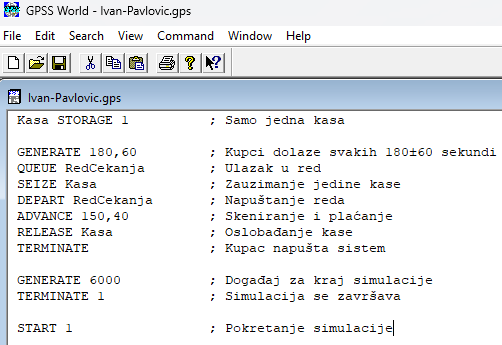 GPSS World - Ivan-Pavlovic.gps
File Edit Search View Command Window Help
Ivan-Pavlovic.gps
Kasa STORAGE 1 ; Samo jedna kasa
GENERATE 180,60 ; Kupci dolaze svakih 180±60 sekundi
QUEUE RedCekanja ; Ulazak u red
SEIZE Kasa ; Zauzimanje jedine kase
DEPART RedCekanja ; Napuštanje reda
ADVANCE 150,40 ; Skeniranje i plaćanje
RELEASE Kasa ; Oslobađanje kase
TERMINATE ; Kupac napušta sistem
GENERATE 6000 ; Događaj za kraj simulacije
TERMINATE 1 ; Simulacija se završava
START 1 ; Pokretanje simulacije